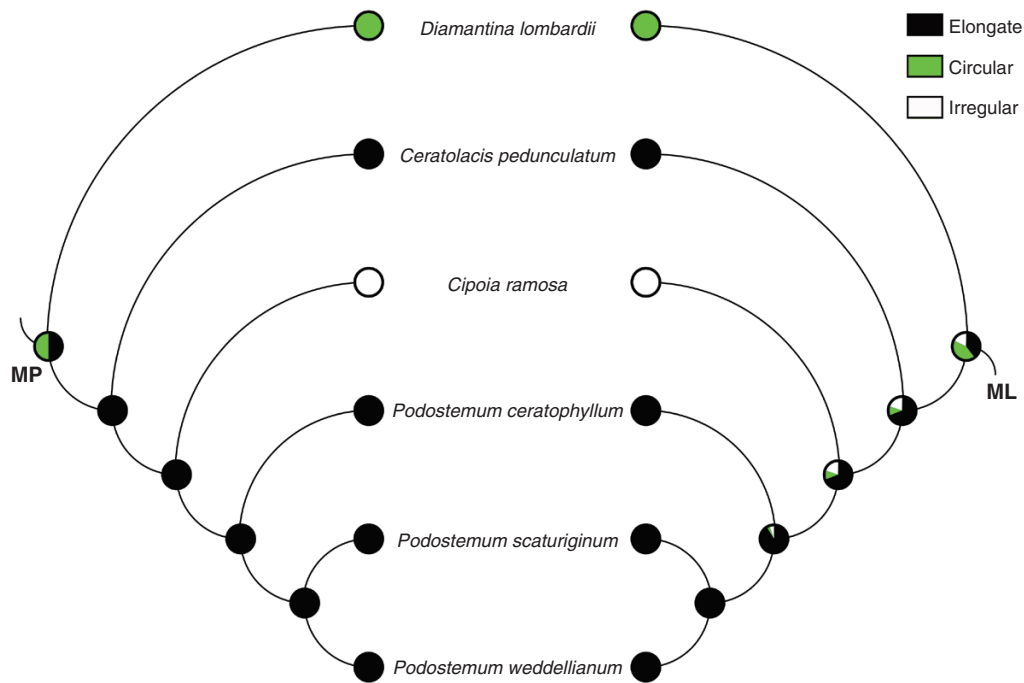 Diamantina lombardii
Elongate
Circular
Irregular
Ceratolacis pedunculatum
Cipoia ramosa
MP
ML
Podostemum ceratophyllum
Podostemum scaturiginum
Podostemum weddellianum